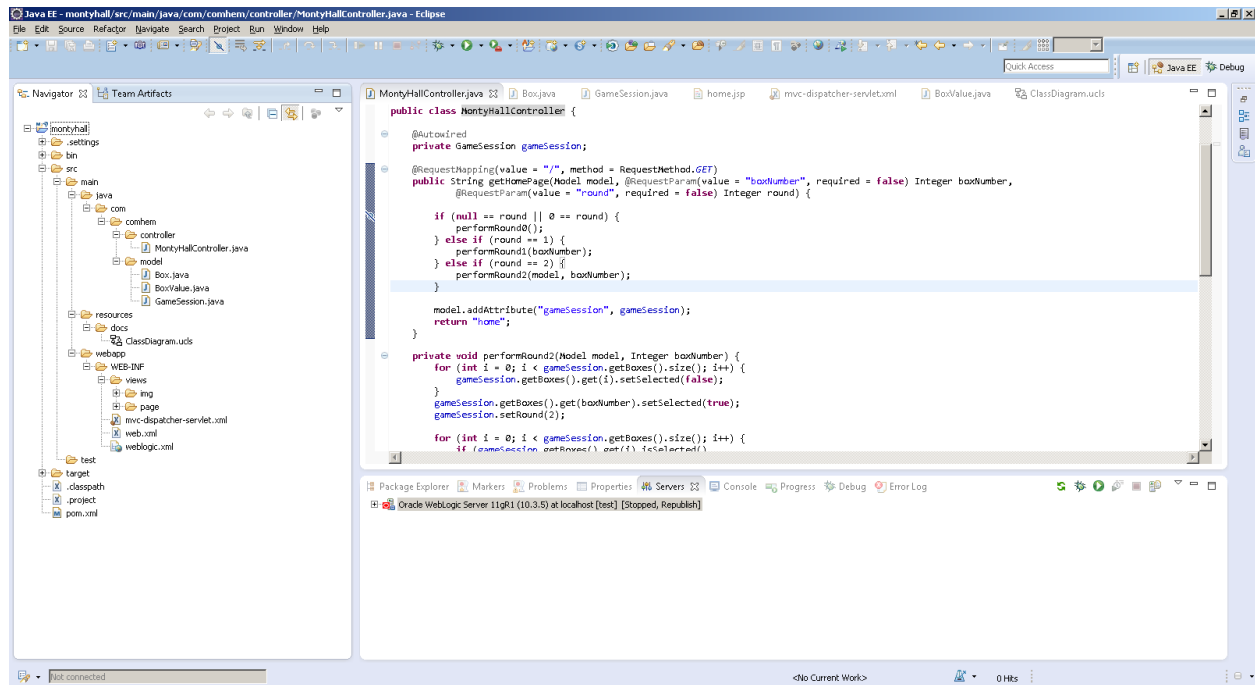 Java EE - montyhall/src/main/java/com/comhem/controller/MontyHallController.java - Eclipse
File Edit Source Refactor Navigate Search Project Run Window Help
Quick Access
Java EE Debug
Navigator Team Artifacts
montyhall
.settings
bin
src
main
java
com
comhem
controller
MontyHallController.java
model
Box.java
BoxValue.java
GameSession.java
resources
docs
ClassDiagram.ucls
webapp
WEB-INF
views
img
page
mvc-dispatcher-servlet.xml
web.xml
weblogic.xml
test
target
.classpath
.project
pom.xml
MontyHallController.java Box.java GameSession.java home.jsp mvc-dispatcher-servlet.xml BoxValue.java ClassDiagram.ucls
public class MontyHallController {
@Autowired
private GameSession gameSession;
@RequestMapping(value = "/", method = RequestMethod.GET)
public String getHomePage(Model model, @RequestParam(value = "boxNumber", required = false) Integer boxNumber,
@RequestParam(value = "round", required = false) Integer round) {
if (null == round || 0 == round) {
performRound0();
} else if (round == 1) {
performRound1(boxNumber);
} else if (round == 2) {
performRound2(model, boxNumber);
}
model.addAttribute("gameSession", gameSession);
return "home";
}
private void performRound2(Model model, Integer boxNumber) {
for (int i = 0; i < gameSession.getBoxes().size(); i++) {
gameSession.getBoxes().get(i).setSelected(false);
}
gameSession.getBoxes().get(boxNumber).setSelected(true);
gameSession.setRound(2);
for (int i = 0; i < gameSession.getBoxes().size(); i++) {
if (gameSession.getBoxes().get(i).isSelected()
Package Explorer Markers Problems Properties Servers Console Progress Debug Error Log
Oracle WebLogic Server 11gR1 (10.3.5) at localhost [test] [Stopped, Republish]
Not connected
<No Current Work>
0 Hits